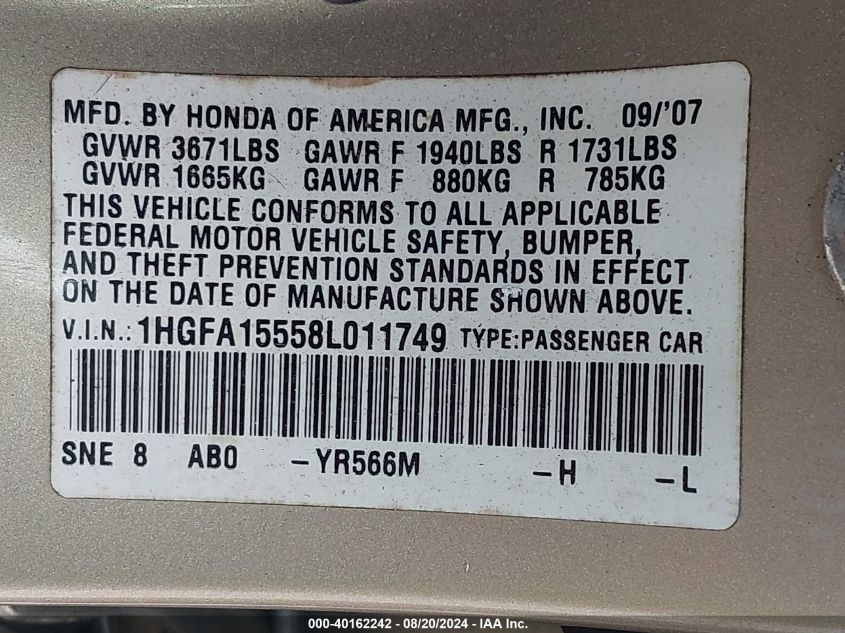 MFD. BY HONDA OF AMERICA MFG., INC. 09/'07
GVWR 3671LBS GAWR F 1940LBS R 1731LBS
GVWR 1665KG GAWR F 880KG R 785KG
THIS VEHICLE CONFORMS TO ALL APPLICABLE
FEDERAL MOTOR VEHICLE SAFETY, BUMPER,
AND THEFT PREVENTION STANDARDS IN EFFECT
ON THE DATE OF MANUFACTURE SHOWN ABOVE.
V.I.N.: 1HGFA15558L011749 TYPE:PASSENGER CAR
SNE 8 AB0 -YR566M -H -L
000-40162242 - 08/20/2024 - IAA Inc.